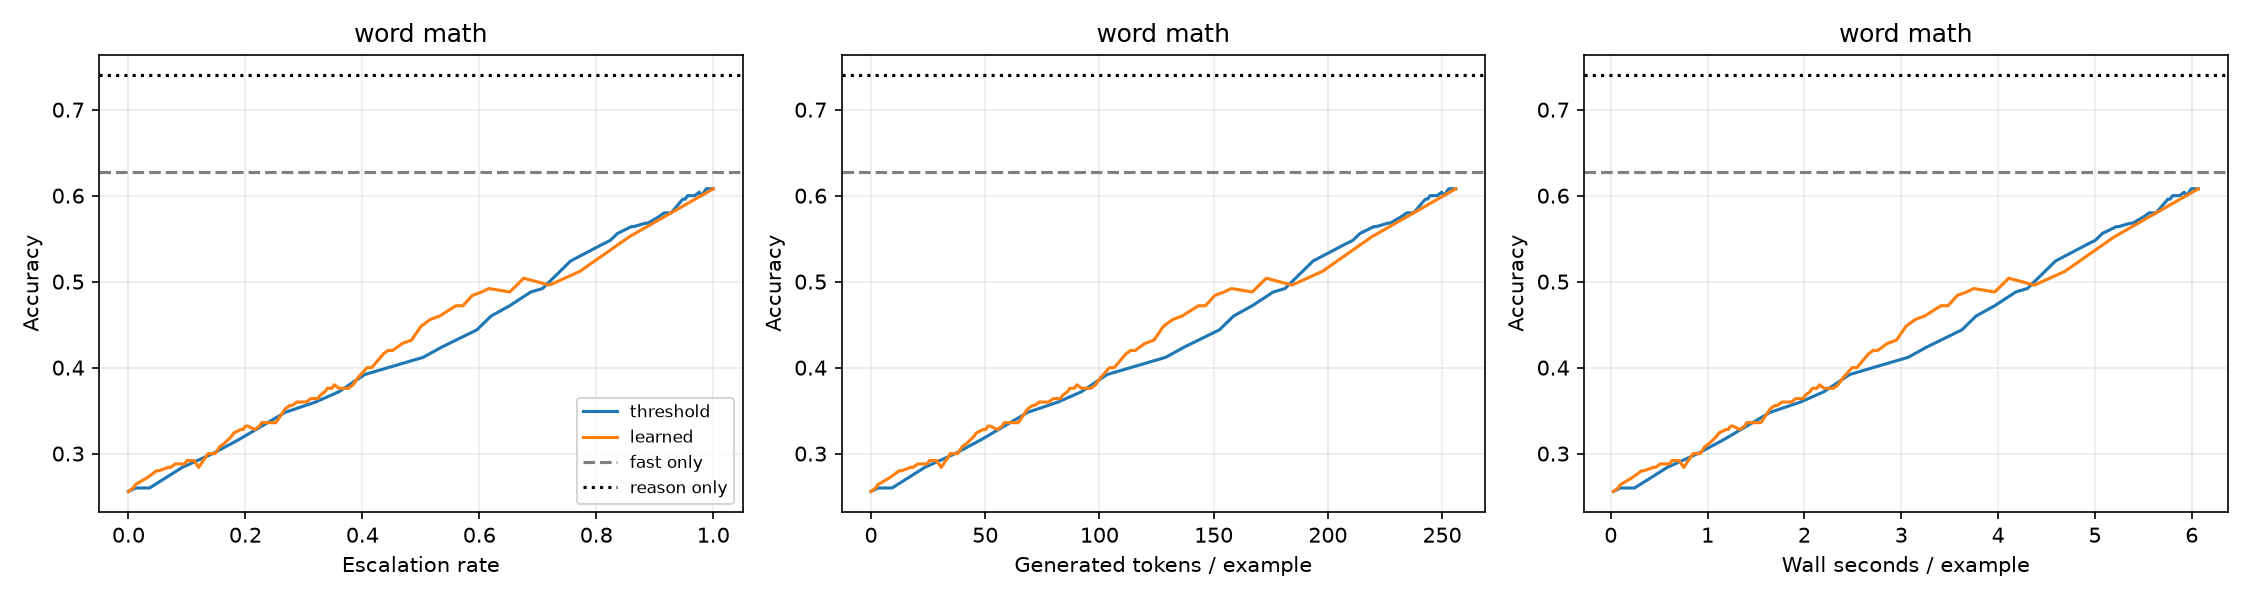 word math
word math
word math
Accuracy
0.7
0.6
0.5
0.4
0.3
threshold
learned
fast only
reason only
0.0 0.2 0.4 0.6 0.8 1.0
Escalation rate
Accuracy
0.7
0.6
0.5
0.4
0.3
0 50 100 150 200 250
Generated tokens / example
Accuracy
0.7
0.6
0.5
0.4
0.3
0 1 2 3 4 5 6
Wall seconds / example